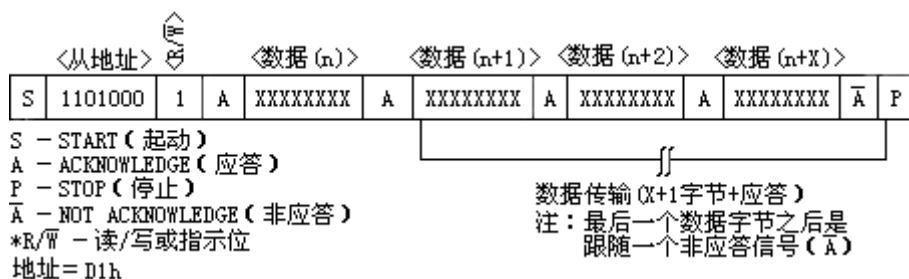 <R/W̅>
<从地址> <数据(n)> <数据(n+1)> <数据(n+2)> <数据(n+X)>
S 1101000 1 A XXXXXXXX A XXXXXXXX A XXXXXXXX A XXXXXXXX A̅ P
S - START(起动)
A - ACKNOWLEDGE(应答)
P - STOP(停止)
A̅ - NOT ACKNOWLEDGE(非应答)
*R/W̅ - 读/写或指示位
地址=D1h
数据传输(X+1字节+应答)
注:最后一个数据字节之后是
跟随一个非应答信号(A̅)